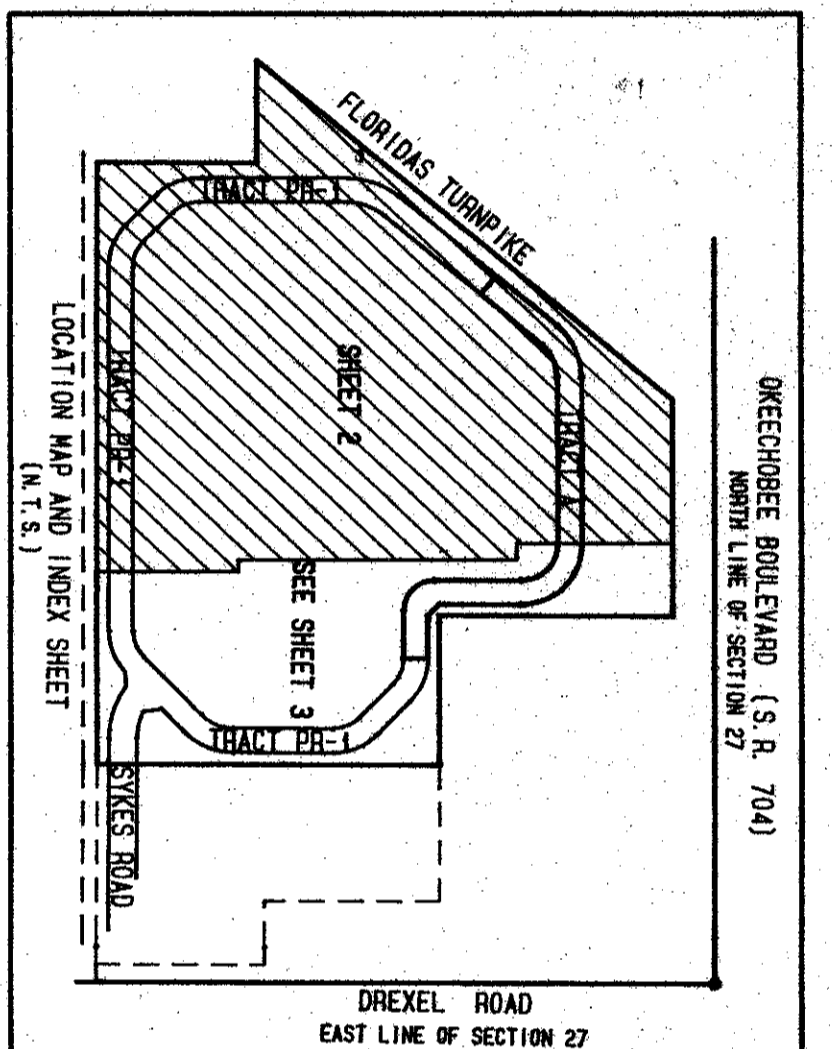 OKEECHOBEE BOULEVARD (S.R. 704)
NORTH LINE OF SECTION 27
FLORIDAS TURNPIKE
TRACT PR-1
TRACT A
SHEET 2
TRACT PR-1
SEE SHEET 3
TRACT PR-1
SYKES ROAD
LOCATION MAP AND INDEX SHEET
(N.T.S.)
DREXEL ROAD
EAST LINE OF SECTION 27